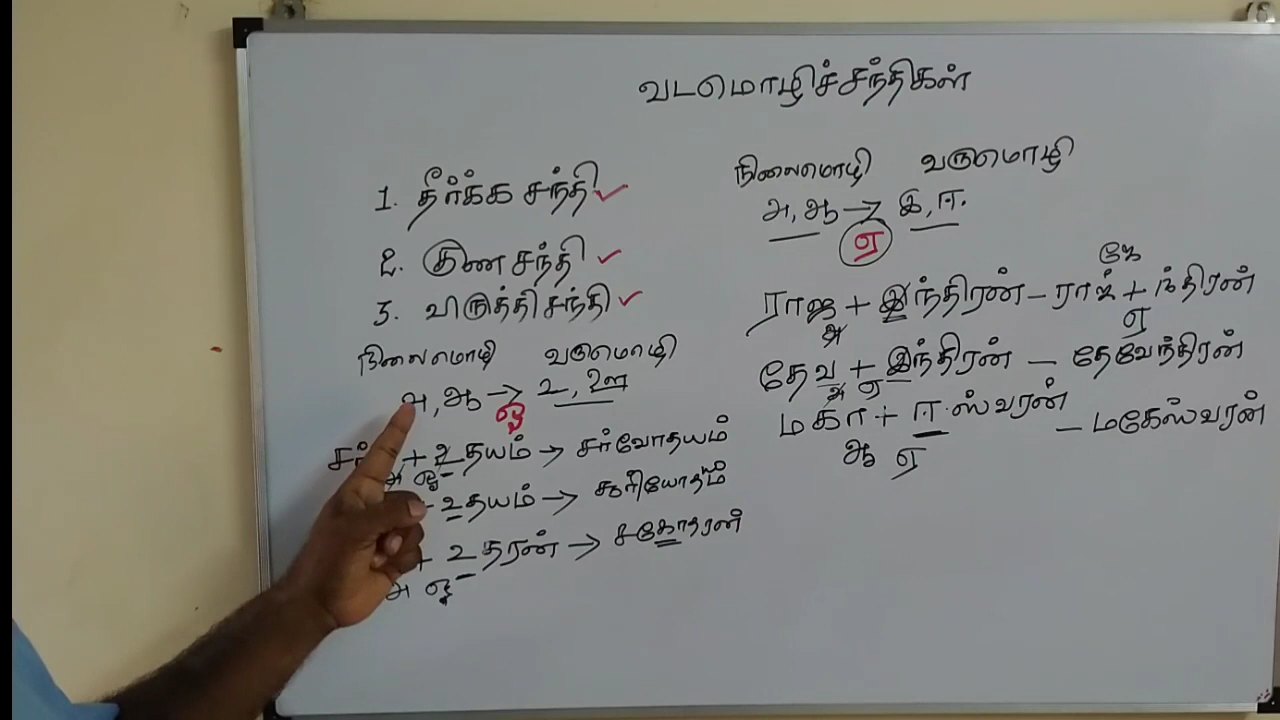 வடமொழிச்சந்திகள்
1. தீர்க்க சந்தி ✓
2. குண சந்தி ✓
3. விருத்தி சந்தி ✓
நிலைமொழி வருமொழி
அ, ஆ → உ, ஊ
ஓ
+ உதயம் → சர்வோதயம்
அ ஓ
உதயம் → சூரியோதயம்
+ உதரன் → சகோதரன்
அ ஓ
நிலைமொழி வருமொழி
அ, ஆ → இ, ஈ.
ஏ
ஜே
ராஜ + இந்திரன் – ராஜ் + ந்திரன்
அ ஏ
தேவ + இந்திரன் – தேவேந்திரன்
அ ஏ
மகா + ஈஸ்வரன் – மகேஸ்வரன்
ஆ ஏ